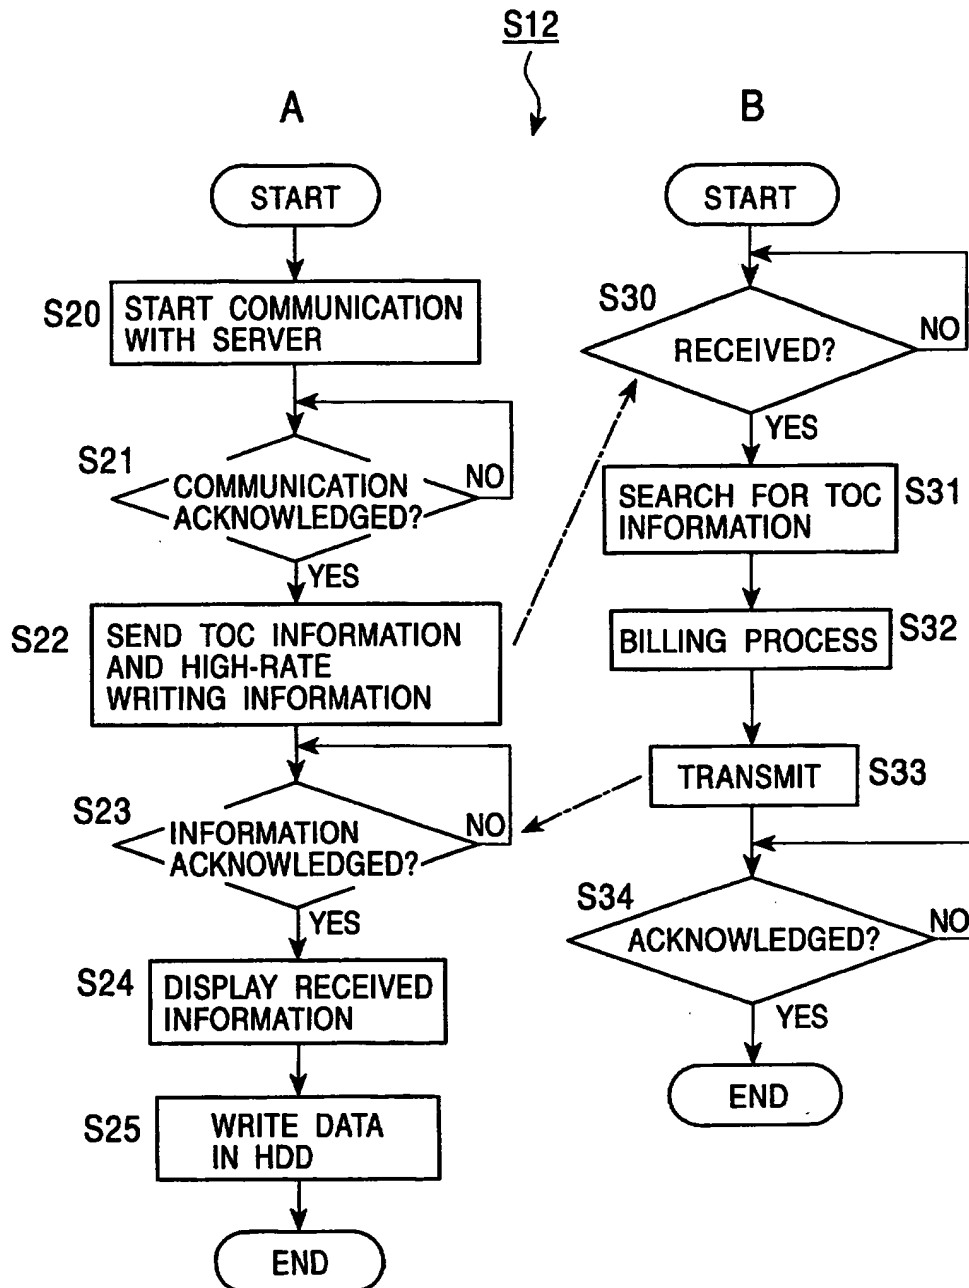 S12
A
START
S20
START COMMUNICATION
WITH SERVER
S21
COMMUNICATION
ACKNOWLEDGED?
NO
YES
S22
SEND TOC INFORMATION
AND HIGH-RATE
WRITING INFORMATION
S23
INFORMATION
ACKNOWLEDGED?
NO
YES
S24
DISPLAY RECEIVED
INFORMATION
S25
WRITE DATA
IN HDD
END
B
START
S30
RECEIVED?
NO
YES
SEARCH FOR TOC
INFORMATION
S31
BILLING PROCESS
S32
TRANSMIT
S33
S34
ACKNOWLEDGED?
NO
YES
END